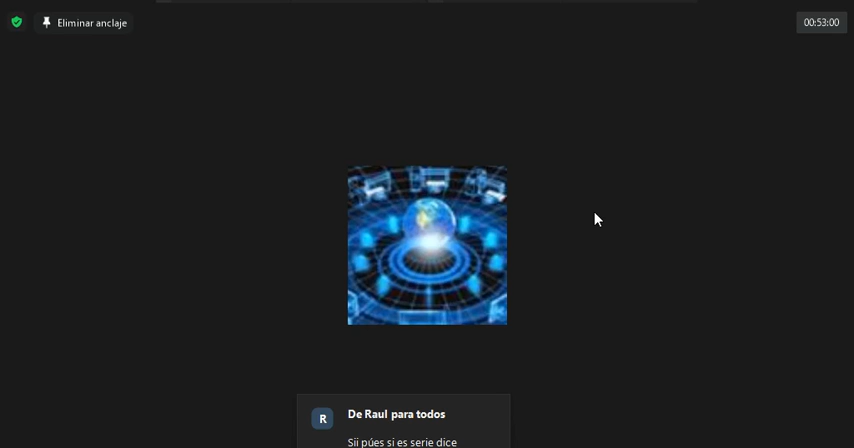 Eliminar anclaje
00:53:00
R
De Raul para todos
Sii púes si es serie dice